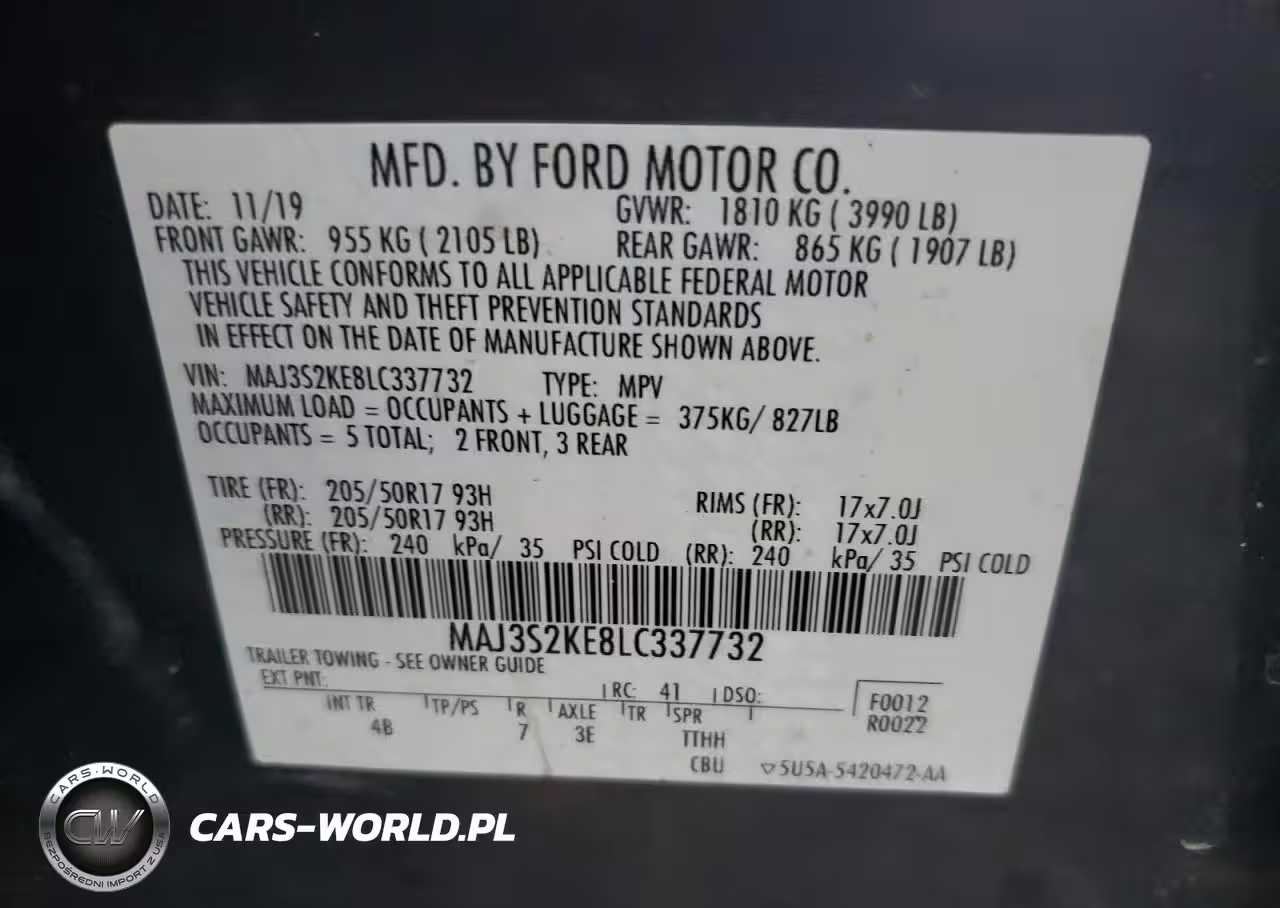 MFD. BY FORD MOTOR CO.
DATE: 11/19 GVWR: 1810 KG ( 3990 LB)
FRONT GAWR: 955 KG ( 2105 LB) REAR GAWR: 865 KG ( 1907 LB)
THIS VEHICLE CONFORMS TO ALL APPLICABLE FEDERAL MOTOR
VEHICLE SAFETY AND THEFT PREVENTION STANDARDS
IN EFFECT ON THE DATE OF MANUFACTURE SHOWN ABOVE.
VIN: MAJ3S2KE8LC337732 TYPE: MPV
MAXIMUM LOAD = OCCUPANTS + LUGGAGE = 375KG/ 827LB
OCCUPANTS = 5 TOTAL; 2 FRONT, 3 REAR
TIRE (FR): 205/50R17 93H RIMS (FR): 17x7.0J
(RR): 205/50R17 93H (RR): 17x7.0J
PRESSURE (FR): 240 kPa/ 35 PSI COLD (RR): 240 kPa/ 35 PSI COLD
MAJ3S2KE8LC337732
TRAILER TOWING - SEE OWNER GUIDE
EXT PNT: RC: 41 DSO: F0012
INT TR TP/PS R AXLE TR SPR R0022
4B 7 3E TTHH
CBU ▽5U5A-5420472-AA
CARS-WORLD
CW
BEZPOŚREDNI IMPORT Z USA
CARS-WORLD.PL